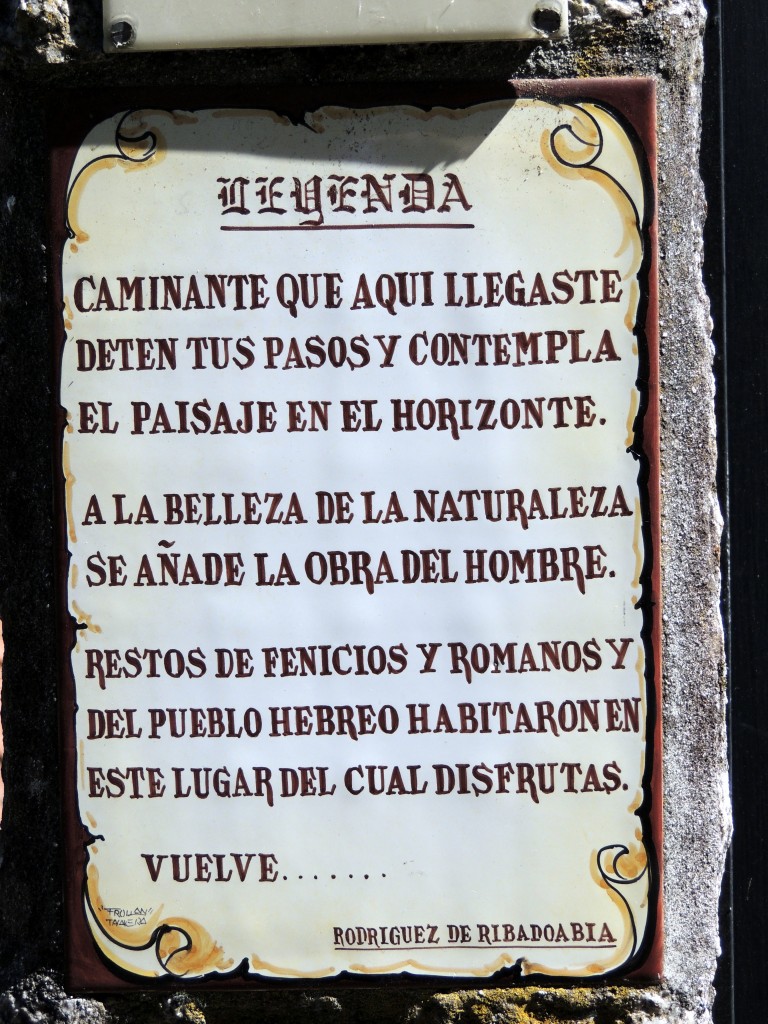 LEYENDA
CAMINANTE QUE AQUI LLEGASTE
DETEN TUS PASOS Y CONTEMPLA
EL PAISAJE EN EL HORIZONTE.
A LA BELLEZA DE LA NATURALEZA
SE AÑADE LA OBRA DEL HOMBRE.
RESTOS DE FENICIOS Y ROMANOS Y
DEL PUEBLO HEBREO HABITARON EN
ESTE LUGAR DEL CUAL DISFRUTAS.
VUELVE.......
RODRIGUEZ DE RIBADOABIA